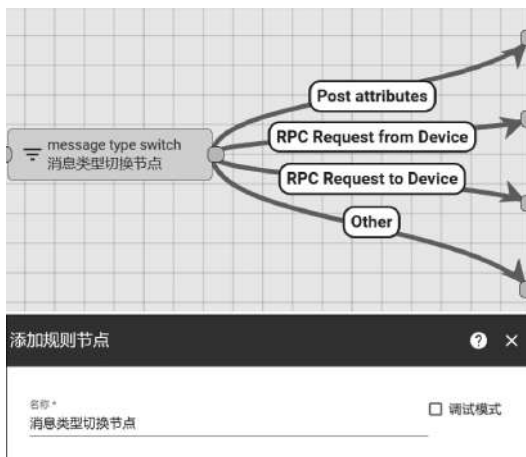 Post attributes
message type switch
消息类型切换节点
RPC Request from Device
RPC Request to Device
Other
添加规则节点
名称*
消息类型切换节点
调试模式